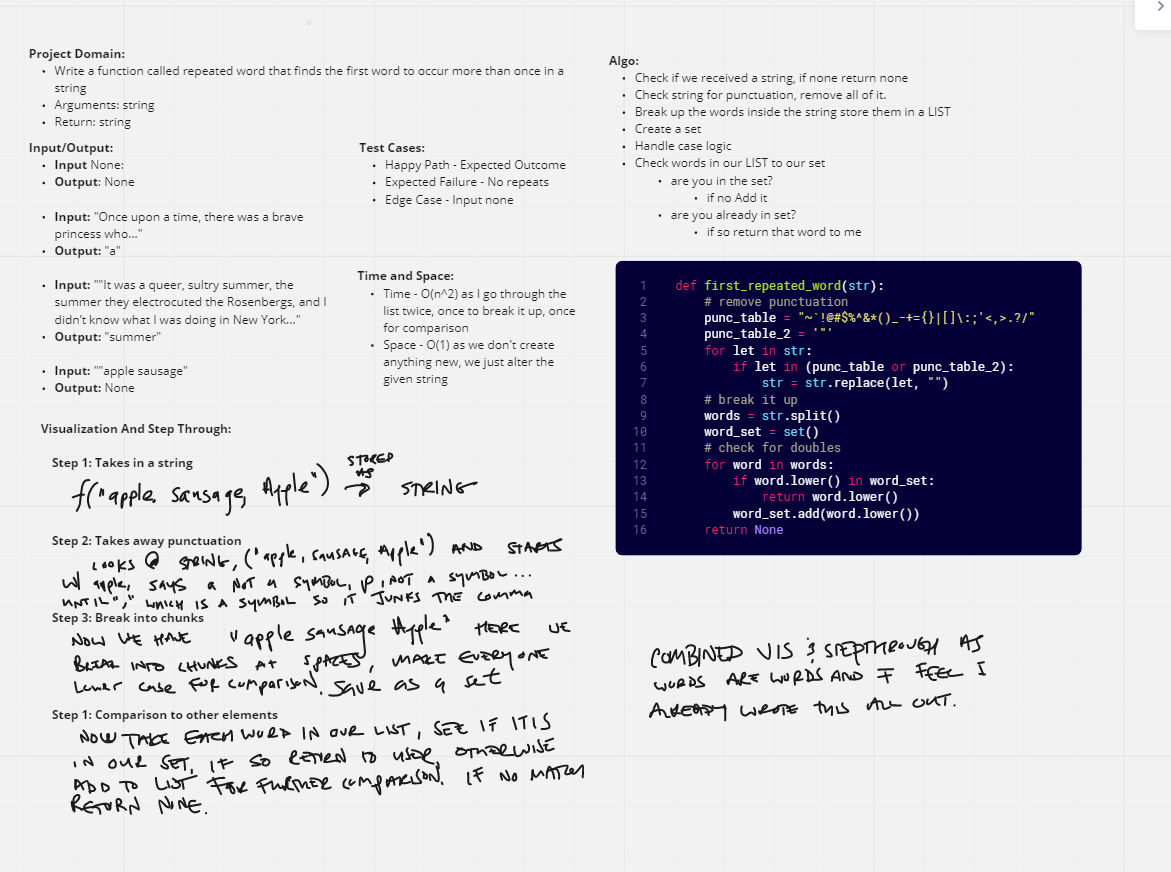 Project Domain:
• Write a function called repeated word that finds the first word to occur more than once in a
string
• Arguments: string
• Return: string
Input/Output:
• Input None:
• Output: None
• Input: "Once upon a time, there was a brave
princess who..."
• Output: "a"
• Input: ""It was a queer, sultry summer, the
summer they electrocuted the Rosenbergs, and I
didn't know what I was doing in New York..."
• Output: "summer"
• Input: ""apple sausage"
• Output: None
Test Cases:
• Happy Path - Expected Outcome
• Expected Failure - No repeats
• Edge Case - Input none
Time and Space:
• Time - O(n^2) as I go through the
list twice, once to break it up, once
for comparison
• Space - O(1) as we don't create
anything new, we just alter the
given string
Visualization And Step Through:
Step 1: Takes in a string
f("apple, sausage, Apple") STORED AS → STRING
Step 2: Takes away punctuation
LOOKS @ STRING, ("apple, SAUSAGE, Apple") AND STARTS
W/ apple, SAYS a NOT A SYMBOL, P, NOT A SYMBOL...
UNTIL "," WHICH IS A SYMBOL SO IT JUNKS THE COMMA
Step 3: Break into chunks
NOW WE HAVE "apple sausage Apple" HERE WE
BREAK INTO CHUNKS AT SPACES, MAKE EVERYONE
Lower case FOR comparison. Save as a set
Step 1: Comparison to other elements
NOW TAKE EACH WORD IN OUR LIST, SEE IF IT IS
IN OUR SET, IF SO RETURN TO USER, OTHERWISE
ADD TO LIST FOR FURTHER COMPARISON. IF NO MATCH
RETURN NONE.
Algo:
• Check if we received a string, if none return none
• Check string for punctuation, remove all of it.
• Break up the words inside the string store them in a LIST
• Create a set
• Handle case logic
• Check words in our LIST to our set
• are you in the set?
• if no Add it
• are you already in set?
• if so return that word to me
1 def first_repeated_word(str):
2 # remove punctuation
3 punc_table = "~`!@#$%^&*()_-+={}|[]\:;'<,>.?/"
4 punc_table_2 = '"'
5 for let in str:
6 if let in (punc_table or punc_table_2):
7 str = str.replace(let, "")
8 # break it up
9 words = str.split()
10 word_set = set()
11 # check for doubles
12 for word in words:
13 if word.lower() in word_set:
14 return word.lower()
15 word_set.add(word.lower())
16 return None
COMBINED VIS & STEPTHROUGH AS
WORDS ARE WORDS AND I FEEL I
ALREADY WROTE THIS ALL OUT.